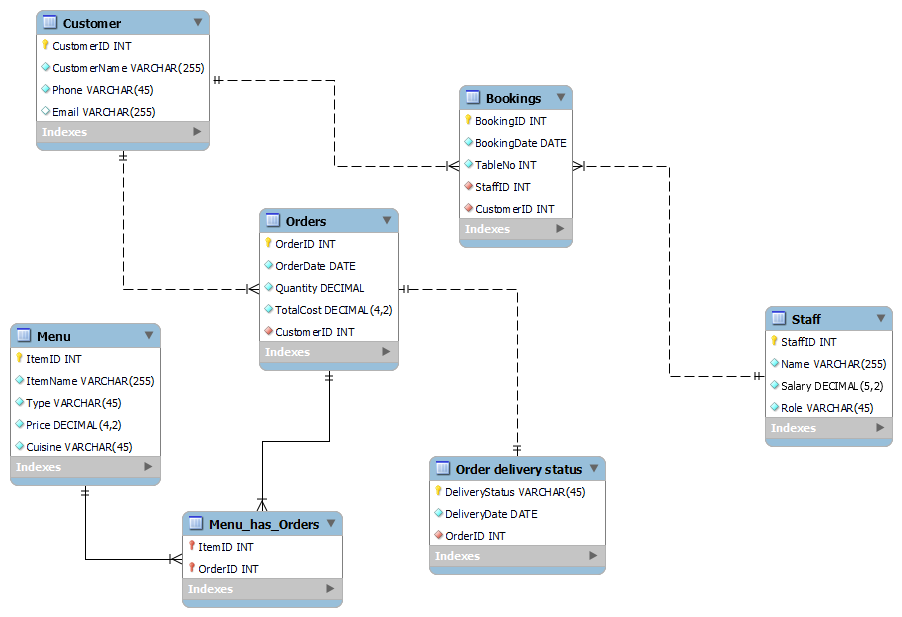 Customer
CustomerID INT
CustomerName VARCHAR(255)
Phone VARCHAR(45)
Email VARCHAR(255)
Indexes
Bookings
BookingID INT
BookingDate DATE
TableNo INT
StaffID INT
CustomerID INT
Indexes
Orders
OrderID INT
OrderDate DATE
Quantity DECIMAL
TotalCost DECIMAL(4,2)
CustomerID INT
Indexes
Menu
ItemID INT
ItemName VARCHAR(255)
Type VARCHAR(45)
Price DECIMAL(4,2)
Cuisine VARCHAR(45)
Indexes
Staff
StaffID INT
Name VARCHAR(255)
Salary DECIMAL(5,2)
Role VARCHAR(45)
Indexes
Order delivery status
DeliveryStatus VARCHAR(45)
DeliveryDate DATE
OrderID INT
Indexes
Menu_has_Orders
ItemID INT
OrderID INT
Indexes